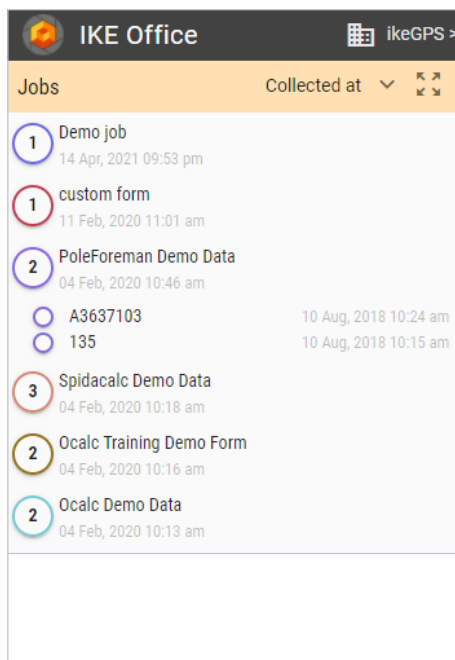 IKE Office
ikeGPS >
Jobs
Collected at
1
Demo job
14 Apr, 2021 09:53 pm
1
custom form
11 Feb, 2020 11:01 am
2
PoleForeman Demo Data
04 Feb, 2020 10:46 am
A3637103 10 Aug, 2018 10:24 am
135 10 Aug, 2018 10:15 am
3
Spidacalc Demo Data
04 Feb, 2020 10:18 am
2
Ocalc Training Demo Form
04 Feb, 2020 10:16 am
2
Ocalc Demo Data
04 Feb, 2020 10:13 am